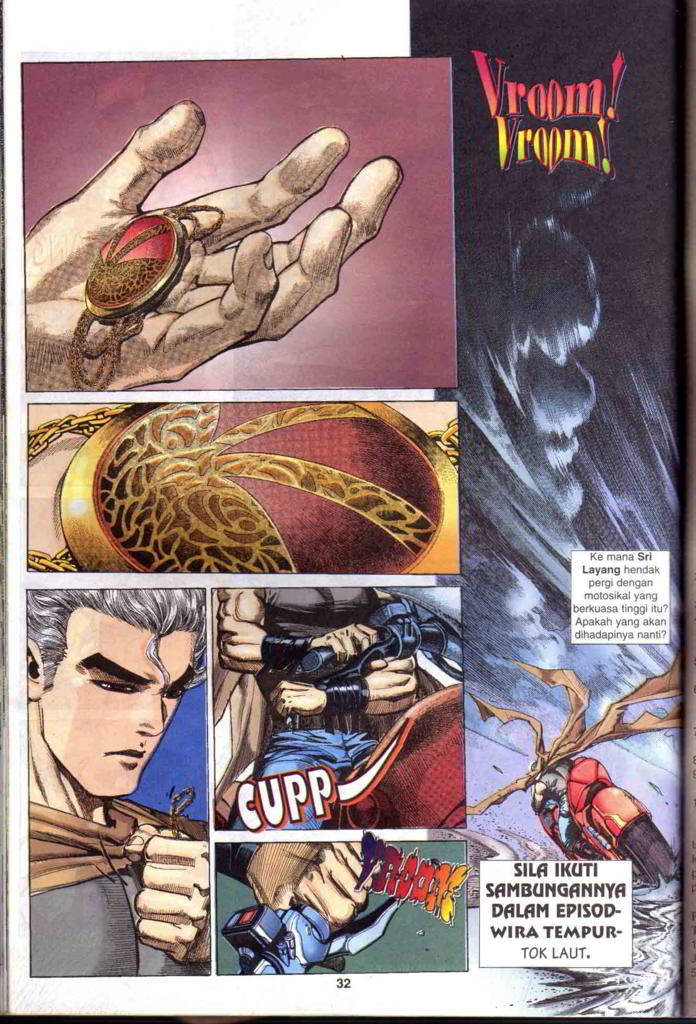 Vroom!
Vroom!
CUPP
VROOM
Ke mana Sri
Layang hendak
pergi dengan
motosikal yang
berkuasa tinggi itu?
Apakah yang akan
dihadapinya nanti?
SILA IKUTI
SAMBUNGANNYA
DALAM EPISOD-
WIRA TEMPUR-
TOK LAUT.
32